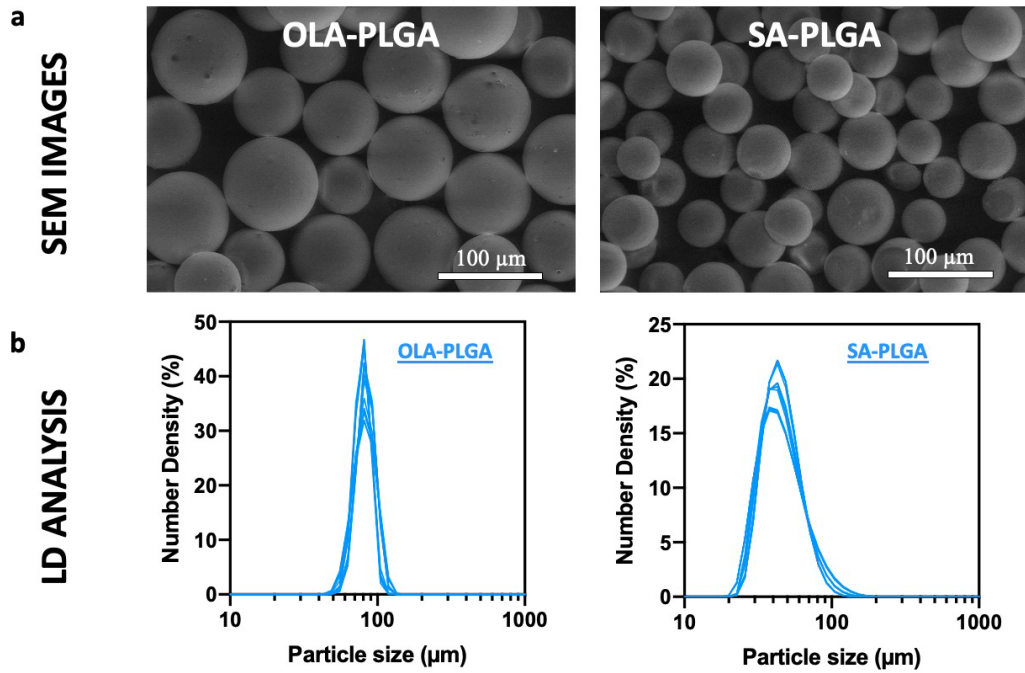 a
SEM IMAGES
OLA-PLGA
100 µm
SA-PLGA
100 µm
b
LD ANALYSIS
OLA-PLGA
Number Density (%)
50
40
30
20
10
0
10
100
1000
Particle size (µm)
SA-PLGA
Number Density (%)
25
20
15
10
5
0
10
100
1000
Particle size (µm)